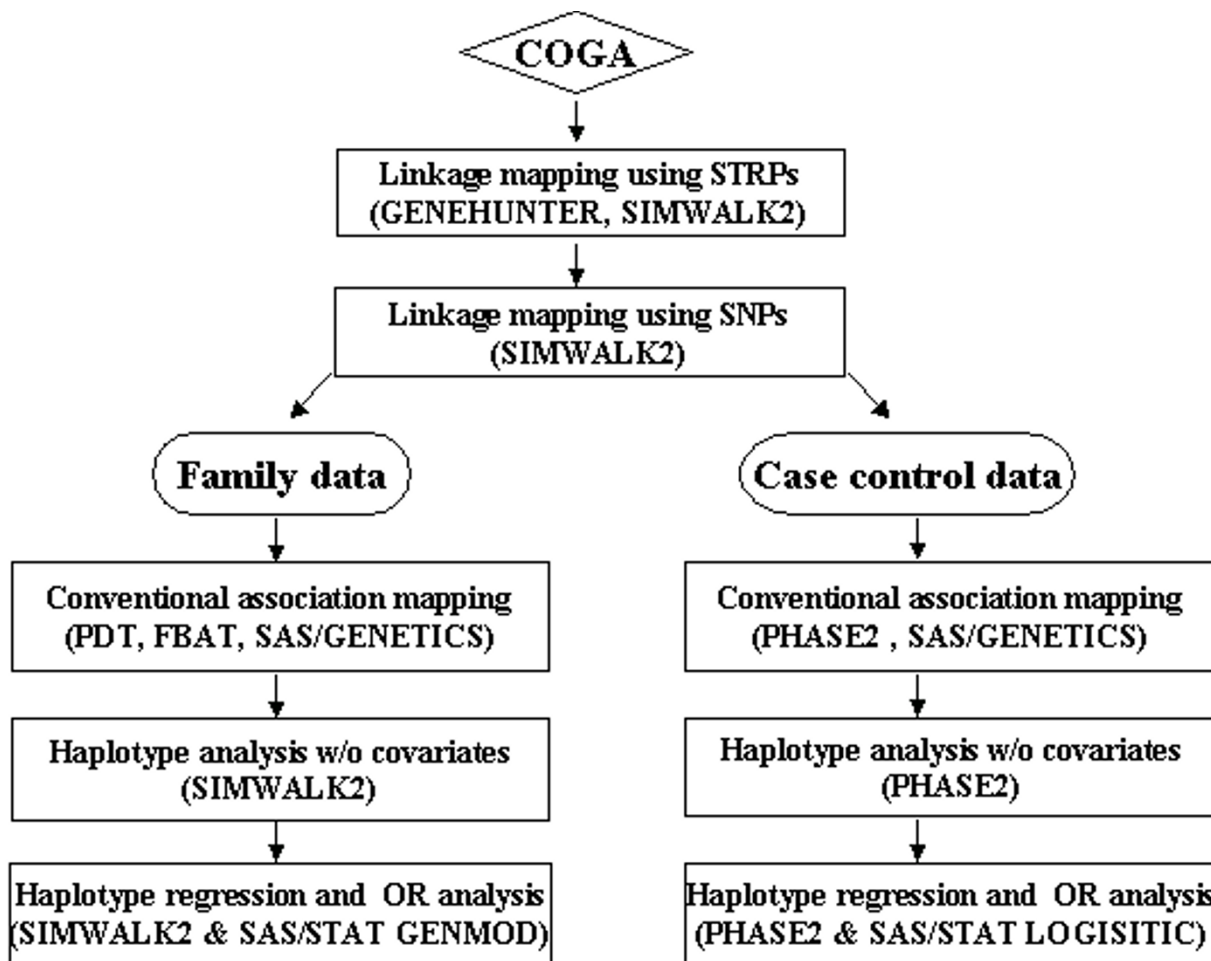 COGA
Linkage mapping using STRPs
(GENEHUNTER, SIMWALK2)
Linkage mapping using SNPs
(SIMWALK2)
Family data
Conventional association mapping
(PDT, FBAT, SAS/GENETICS)
Haplotype analysis w/o covariates
(SIMWALK2)
Haplotype regression and OR analysis
(SIMWALK2 & SAS/STAT GENMOD)
Case control data
Conventional association mapping
(PHASE2 , SAS/GENETICS)
Haplotype analysis w/o covariates
(PHASE2)
Haplotype regression and OR analysis
(PHASE2 & SAS/STAT LOGISITIC)